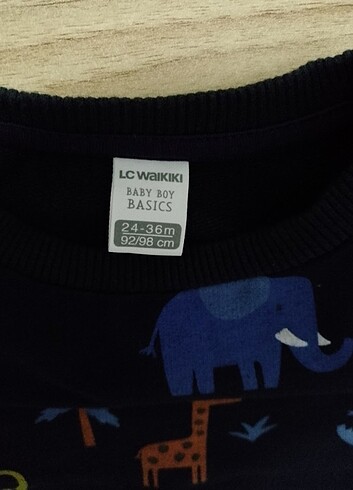 LC WAIKIKI
BABY BOY
BASICS
24-36m
92/98 cm